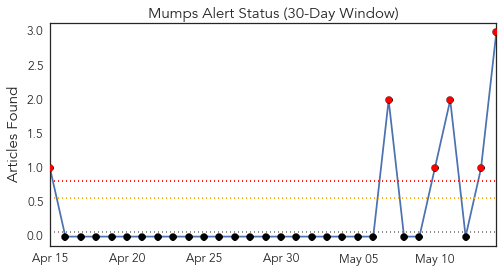 Mumps Alert Status (30-Day Window)
Articles Found
3.0
2.5
2.0
1.5
1.0
0.5
0.0
Apr 15
Apr 20
Apr 25
Apr 30
May 05
May 10